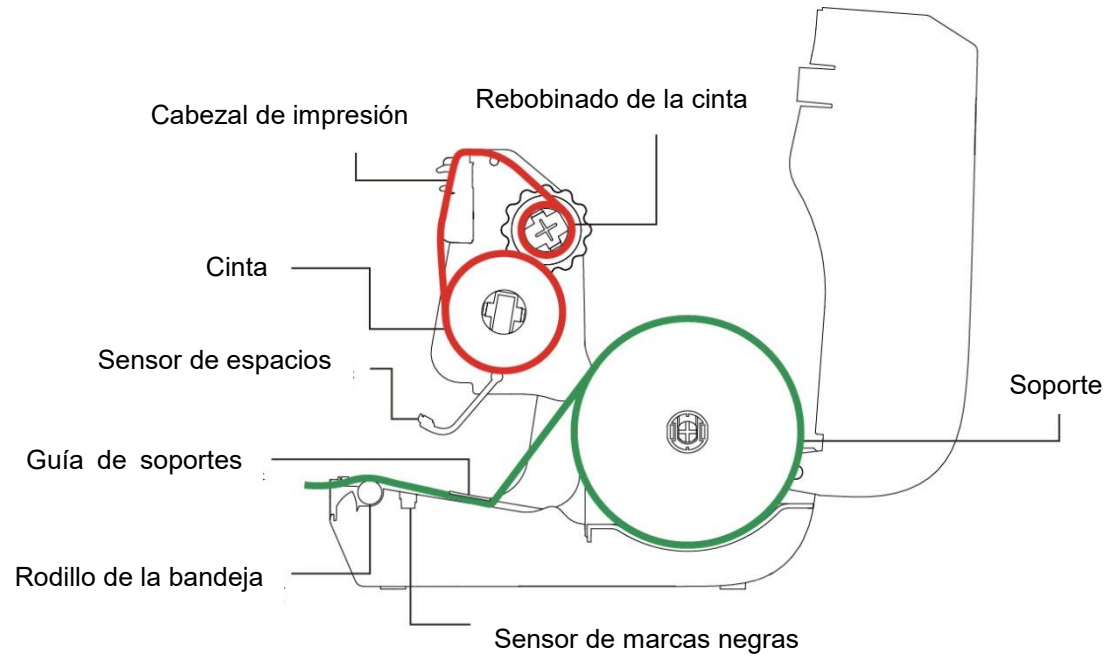 Rebobinado de la cinta
Cabezal de impresión
Cinta
Sensor de espacios
Soporte
Guía de soportes
Rodillo de la bandeja
Sensor de marcas negras